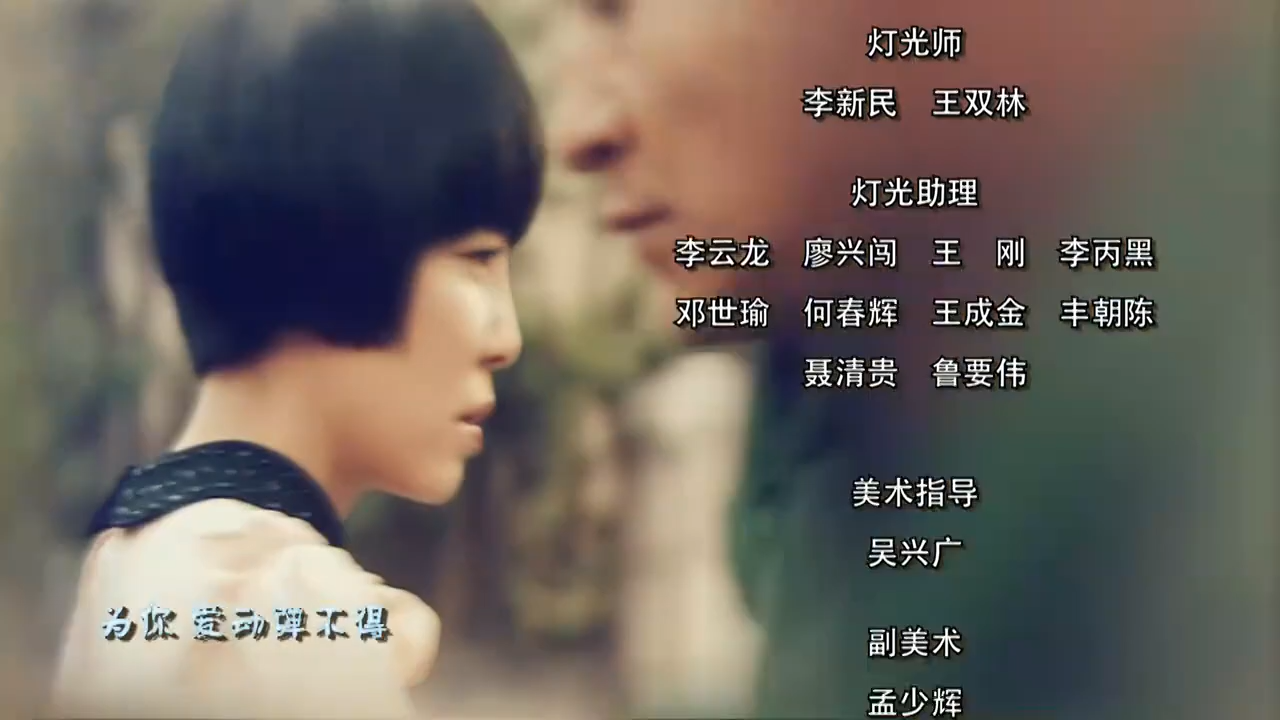 灯光师
李新民 王双林
灯光助理
李云龙 廖兴闯 王 刚 李丙黑
邓世瑜 何春辉 王成金 丰朝陈
聂清贵 鲁要伟
美术指导
吴兴广
副美术
孟少辉
为你 爱动弹不得